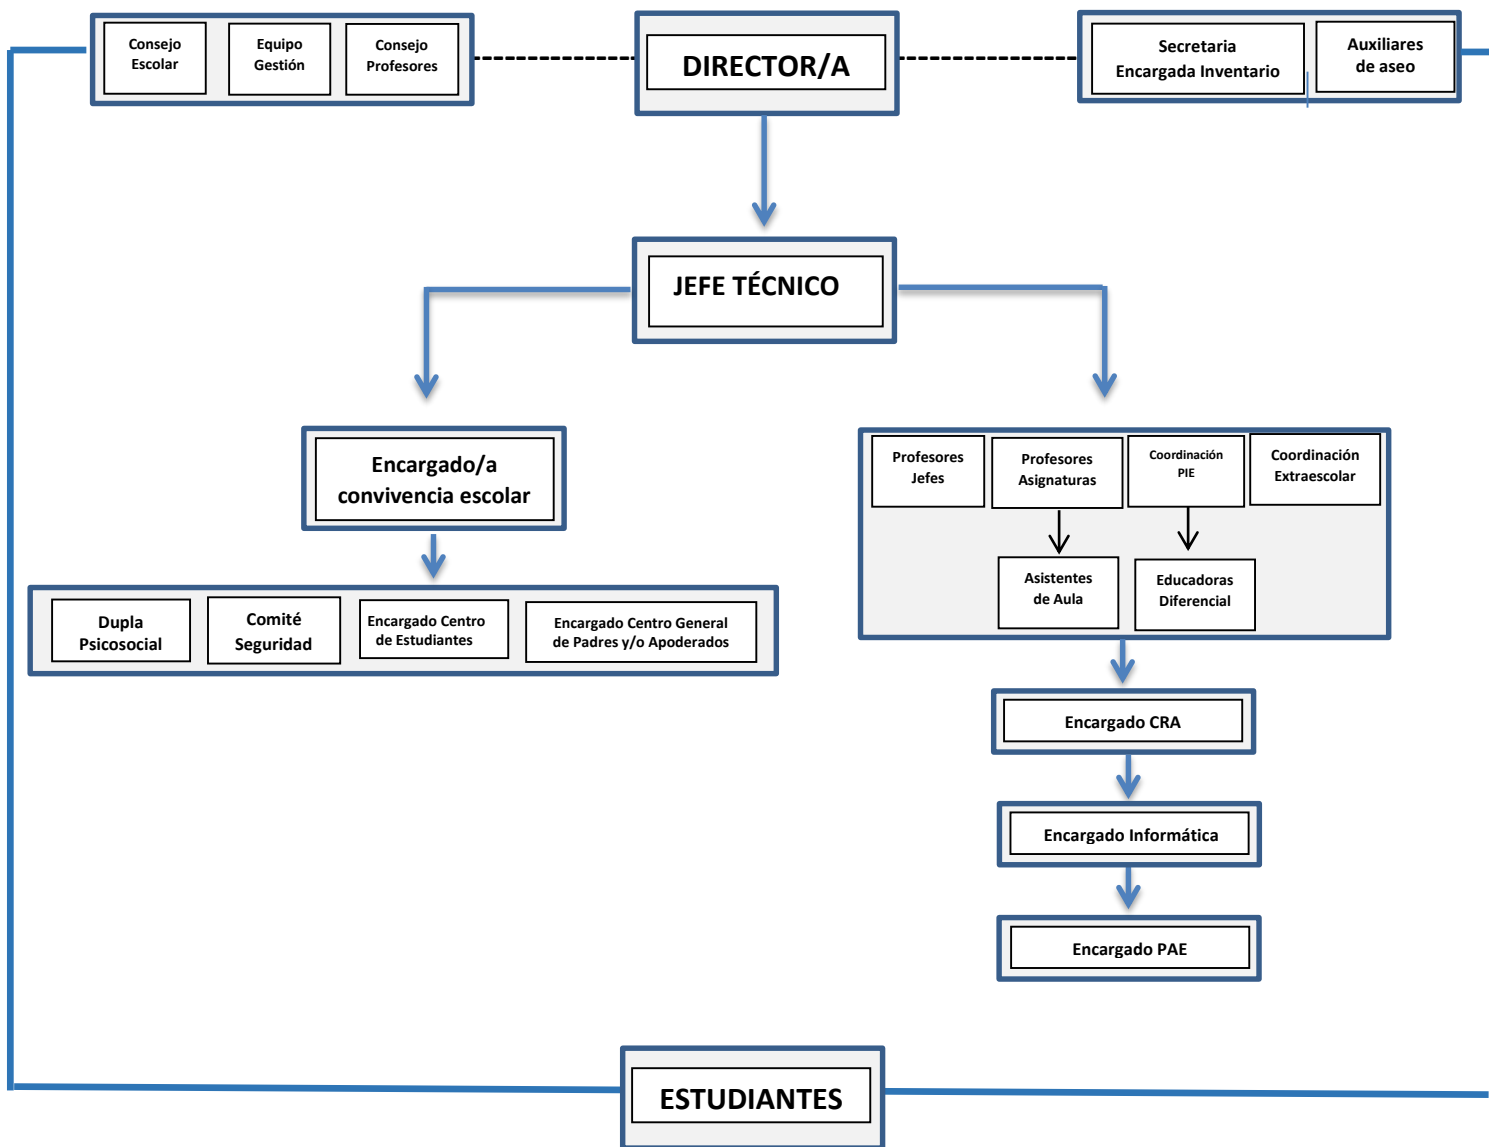 Consejo
Escolar
Equipo
Gestión
Consejo
Profesores
DIRECTOR/A
Secretaria
Encargada Inventario
Auxiliares
de aseo
JEFE TÉCNICO
Encargado/a
convivencia escolar
Profesores
Jefes
Profesores
Asignaturas
Coordinación
PIE
Coordinación
Extraescolar
Asistentes
de Aula
Educadoras
Diferencial
Dupla
Psicosocial
Comité
Seguridad
Encargado Centro
de Estudiantes
Encargado Centro General
de Padres y/o Apoderados
Encargado CRA
Encargado Informática
Encargado PAE
ESTUDIANTES